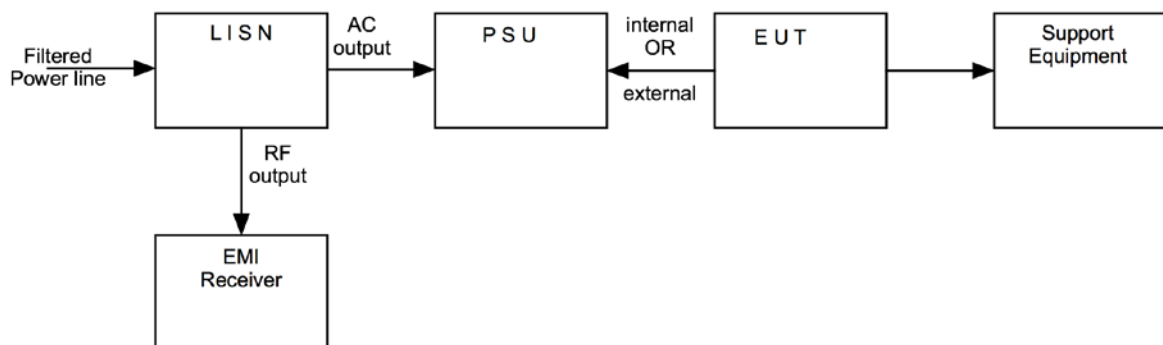 Filtered
Power line
L I S N
AC
output
P S U
internal
OR
external
E U T
Support
Equipment
RF
output
EMI
Receiver